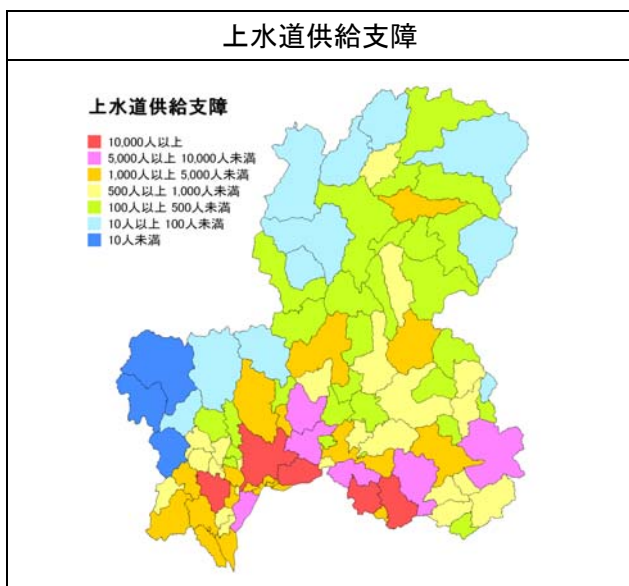 上水道供給支障
上水道供給支障
10,000人以上
5,000人以上 10,000人未満
1,000人以上 5,000人未満
500人以上 1,000人未満
100人以上 500人未満
10人以上 100人未満
10人未満